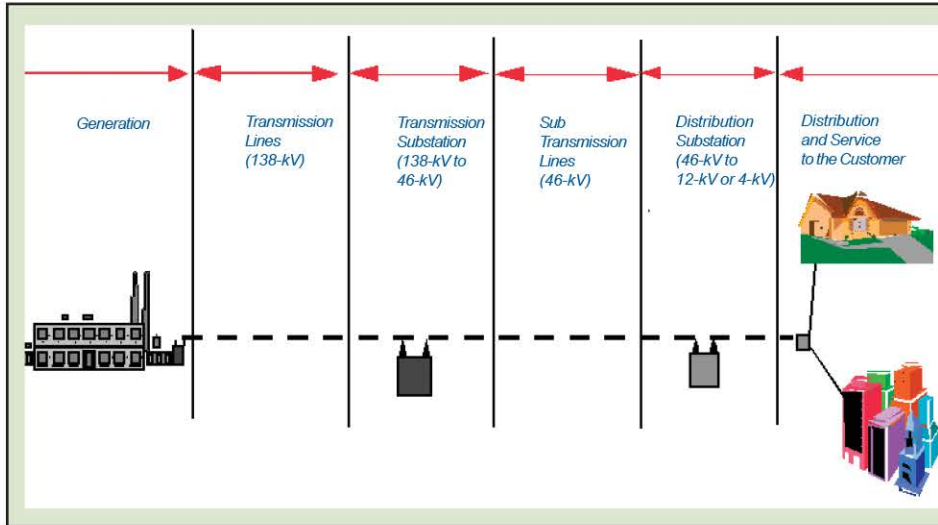 Generation
Transmission
Lines
(138-kV)
Transmission
Substation
(138-kV to
46-kV)
Sub
Transmission
Lines
(46-kV)
Distribution
Substation
(46-kV to
12-kV or 4-kV)
Distribution
and Service
to the Customer